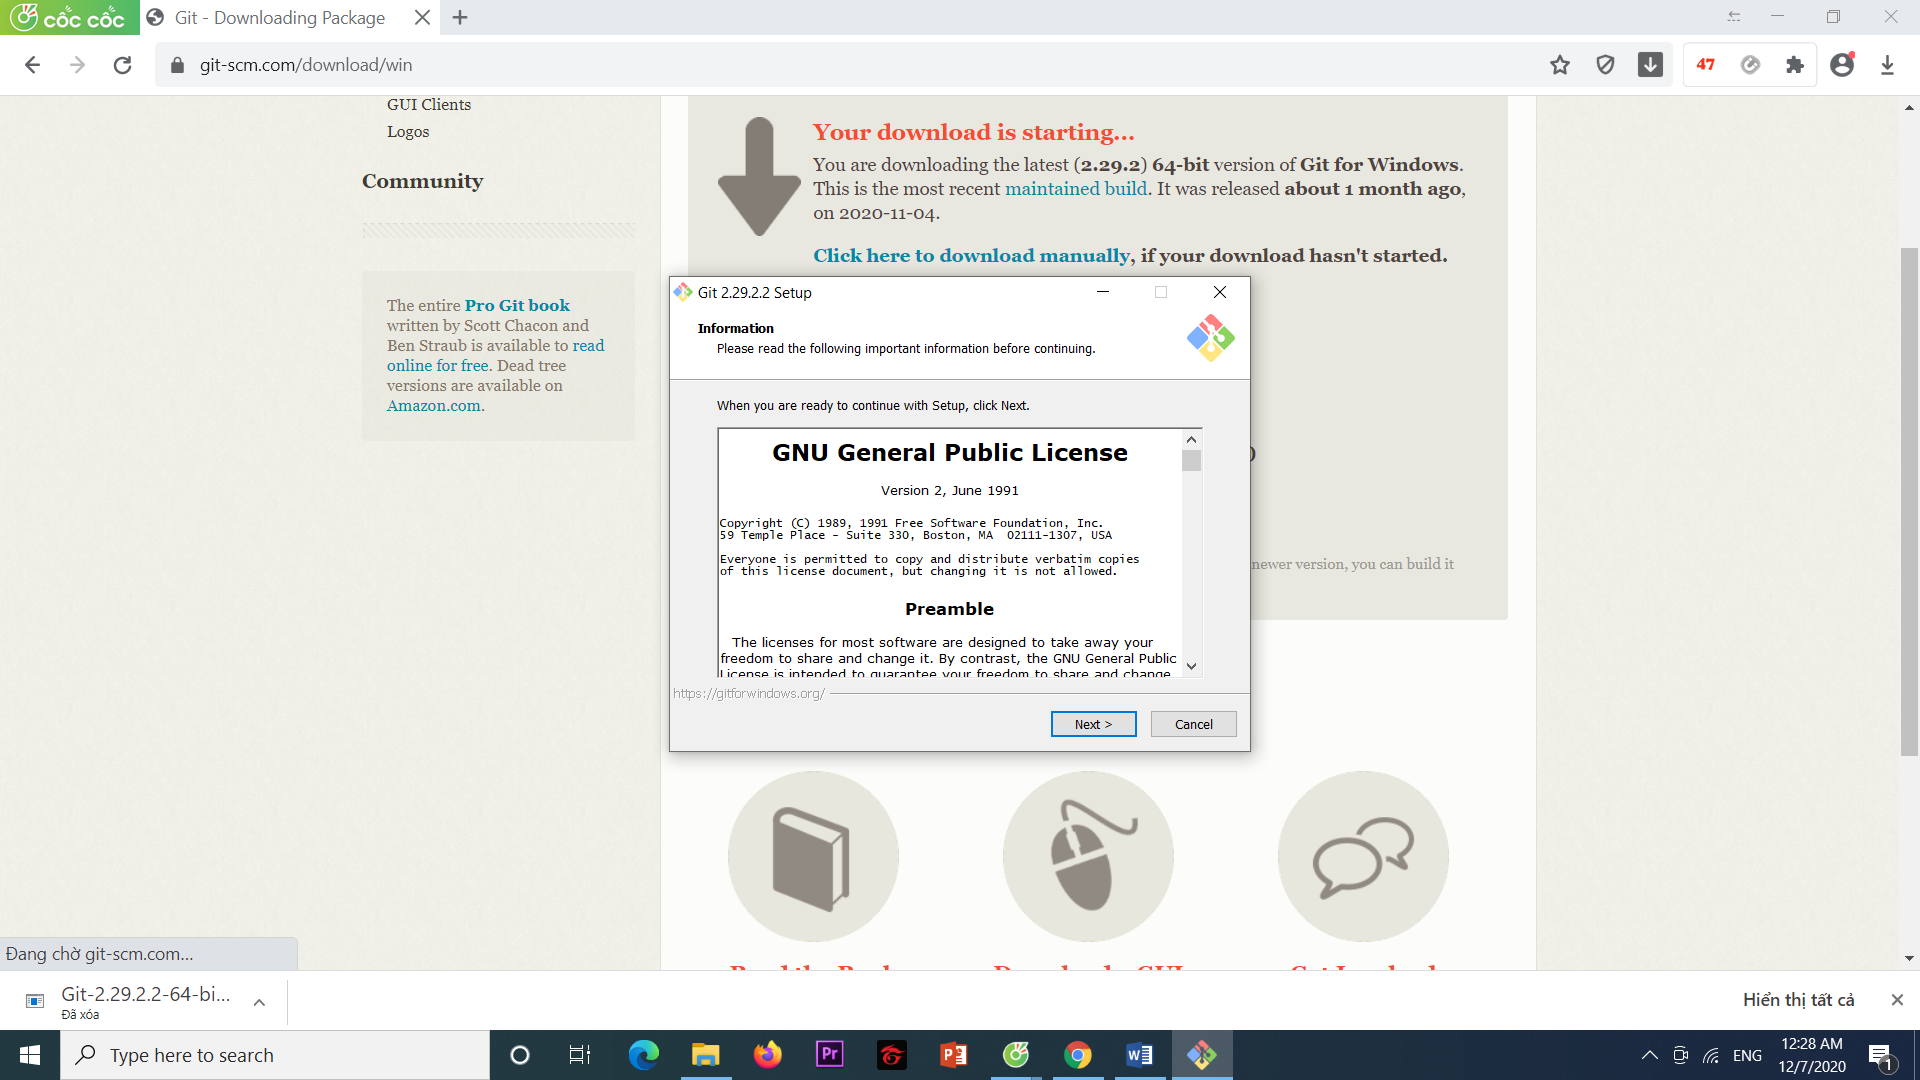 cốc cốc
Git - Downloading Package
git-scm.com/download/win
47
GUI Clients
Logos
Community
The entire Pro Git book
written by Scott Chacon and
Ben Straub is available to read
online for free. Dead tree
versions are available on
Amazon.com.
Your download is starting...
You are downloading the latest (2.29.2) 64-bit version of Git for Windows.
This is the most recent maintained build. It was released about 1 month ago,
on 2020-11-04.
Click here to download manually, if your download hasn't started.
newer version, you can build it
Git 2.29.2.2 Setup
Information
Please read the following important information before continuing.
When you are ready to continue with Setup, click Next.
GNU General Public License
Version 2, June 1991
Copyright (C) 1989, 1991 Free Software Foundation, Inc.
59 Temple Place - Suite 330, Boston, MA 02111-1307, USA
Everyone is permitted to copy and distribute verbatim copies
of this license document, but changing it is not allowed.
Preamble
The licenses for most software are designed to take away your
freedom to share and change it. By contrast, the GNU General Public
License is intended to guarantee your freedom to share and change
https://gitforwindows.org/
Next >
Cancel
Đang chờ git-scm.com...
Git-2.29.2.2-64-bi...
Đã xóa
Hiển thị tất cả
Type here to search
Pr
ENG
12:28 AM
12/7/2020
1